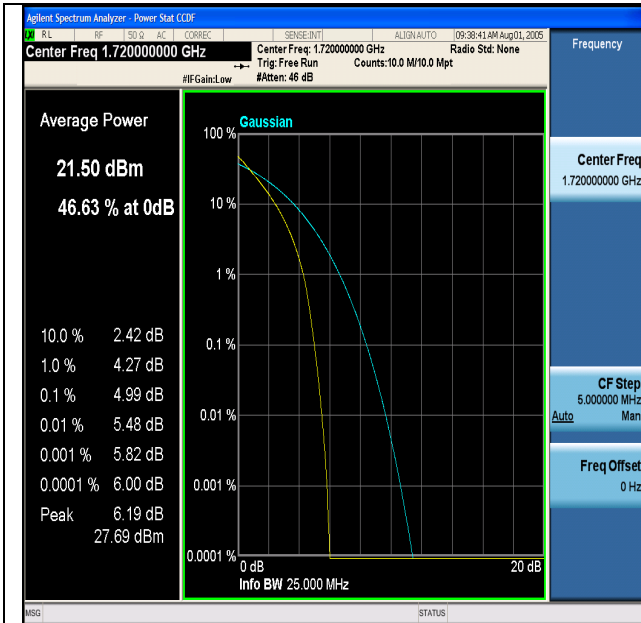 Agilent Spectrum Analyzer - Power Stat CCDF
LXI RL RF 50 Ω AC CORREC SENSE:INT ALIGN AUTO 09:38:41 AM Aug 01, 2005
Center Freq 1.720000000 GHz
Center Freq: 1.720000000 GHz Radio Std: None
Trig: Free Run Counts:10.0 M/10.0 Mpt
#IFGain:Low #Atten: 46 dB
Frequency
Average Power
21.50 dBm
46.63 % at 0dB
10.0 % 2.42 dB
1.0 % 4.27 dB
0.1 % 4.99 dB
0.01 % 5.48 dB
0.001 % 5.82 dB
0.0001 % 6.00 dB
Peak 6.19 dB
27.69 dBm
Gaussian
100 %
10 %
1 %
0.1 %
0.01 %
0.001 %
0.0001 %
0 dB 20 dB
Info BW 25.000 MHz
Center Freq
1.720000000 GHz
CF Step
5.000000 MHz
Auto Man
Freq Offset
0 Hz
MSG STATUS